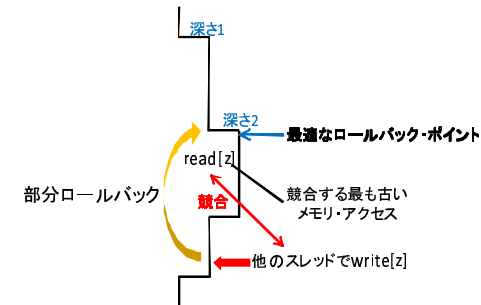 深さ1
深さ2
最適なロールバック・ポイント
read[z]
部分ロールバック
競合
競合する最も古い
メモリ・アクセス
他のスレッドでwrite[z]